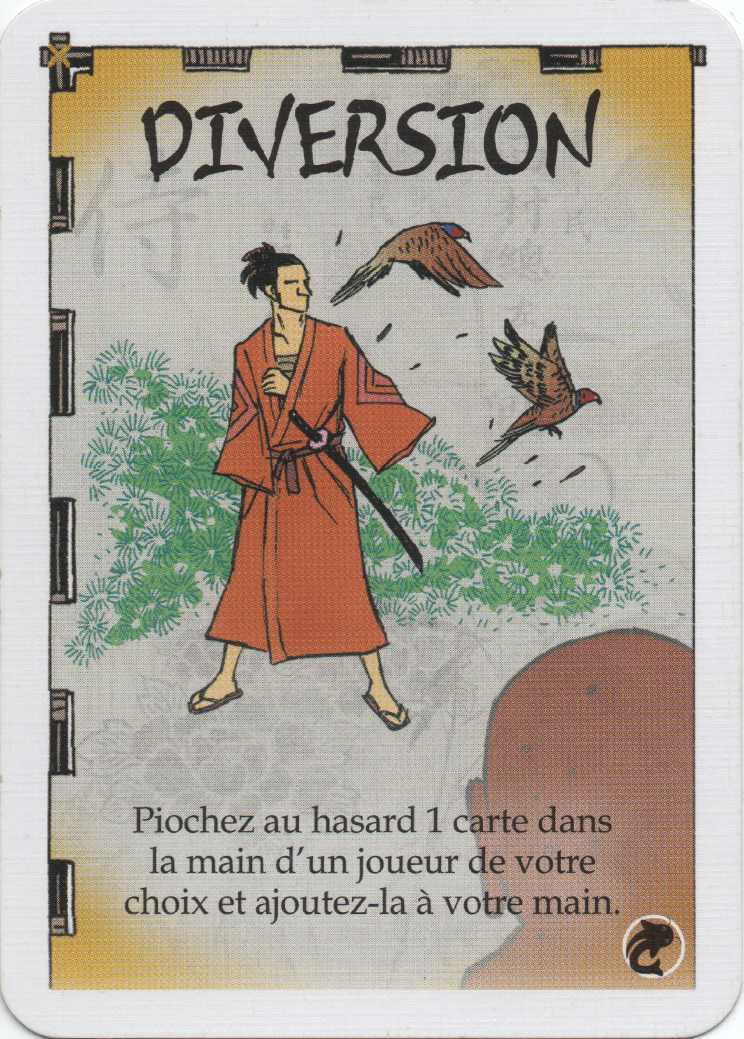 DIVERSION
Piochez au hasard 1 carte dans
la main d'un joueur de votre
choix et ajoutez-la à votre main.